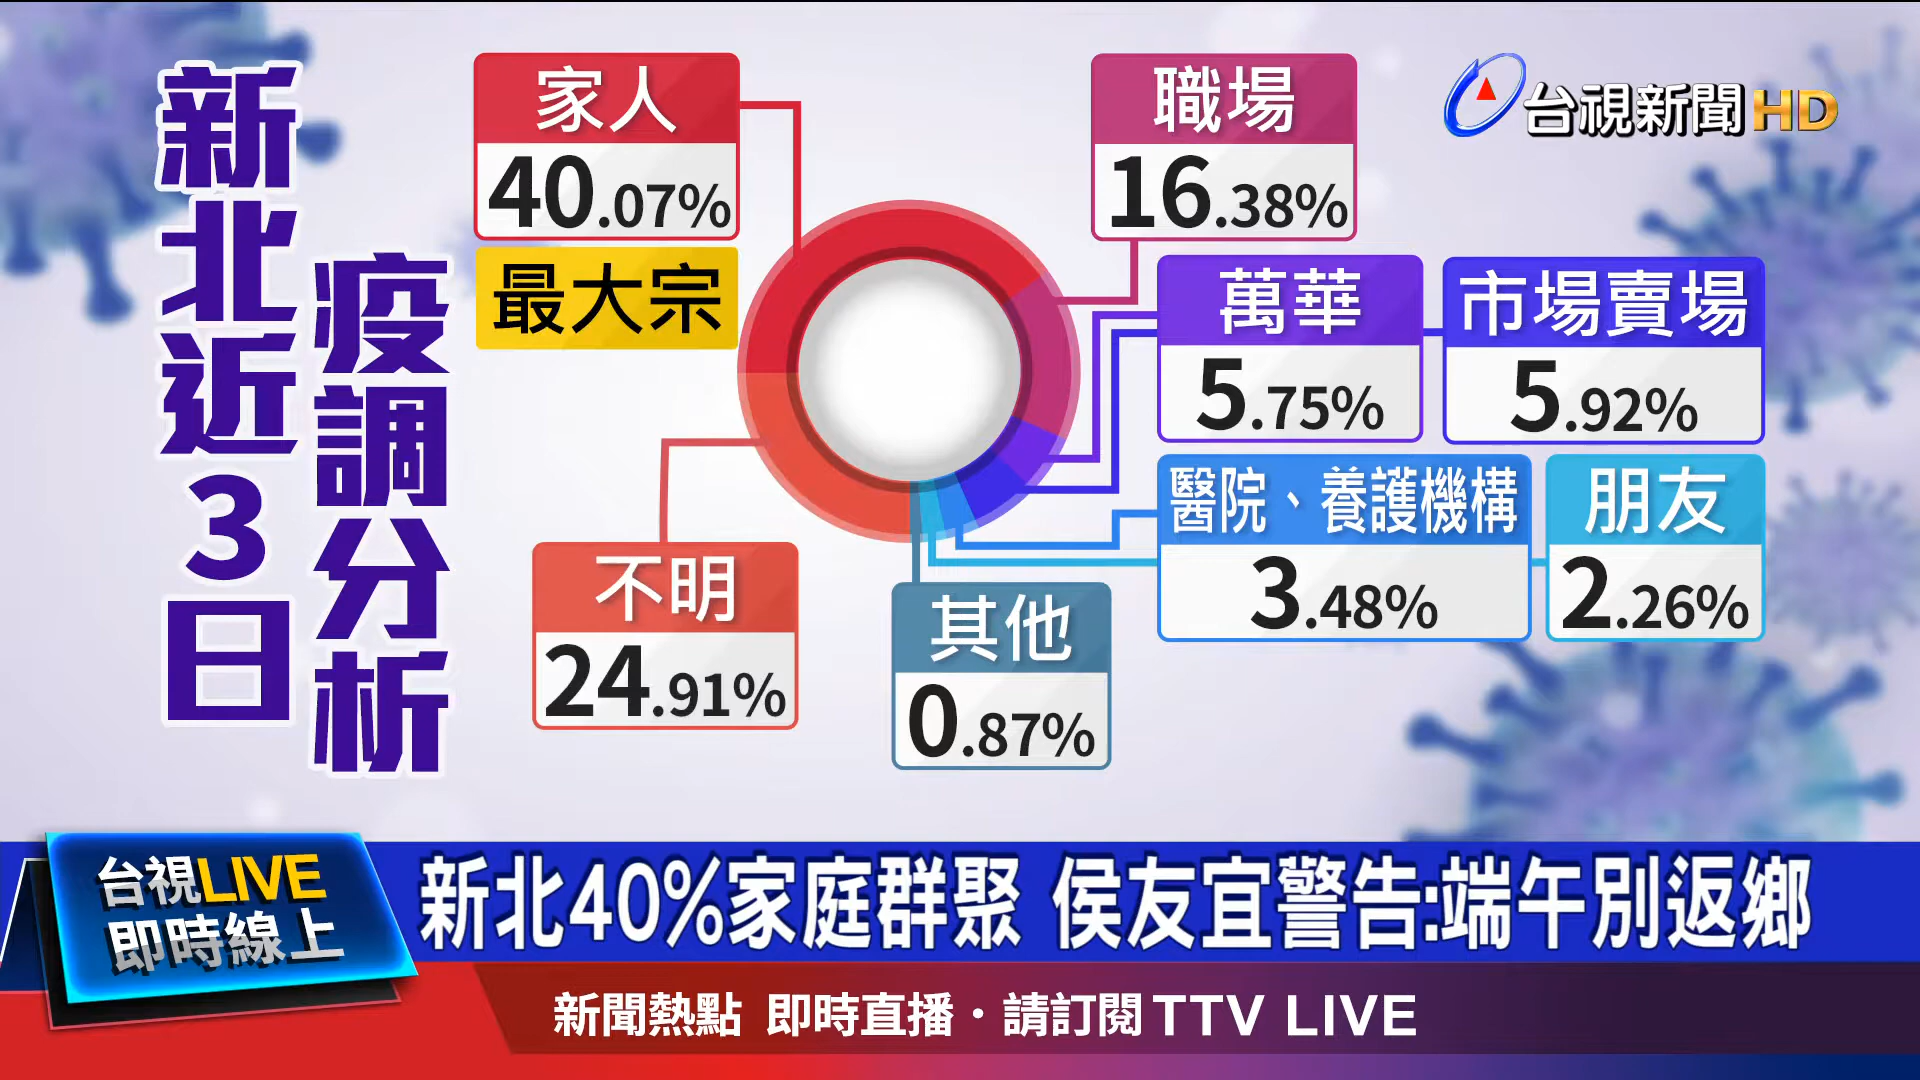 新北近3日
疫調分析
家人
40.07%
最大宗
職場
16.38%
台視新聞HD
萬華
5.75%
市場賣場
5.92%
醫院、養護機構
3.48%
朋友
2.26%
不明
24.91%
其他
0.87%
台視LIVE
即時線上
新北40%家庭群聚 侯友宜警告:端午別返鄉
新聞熱點 即時直播・請訂閱TTV LIVE